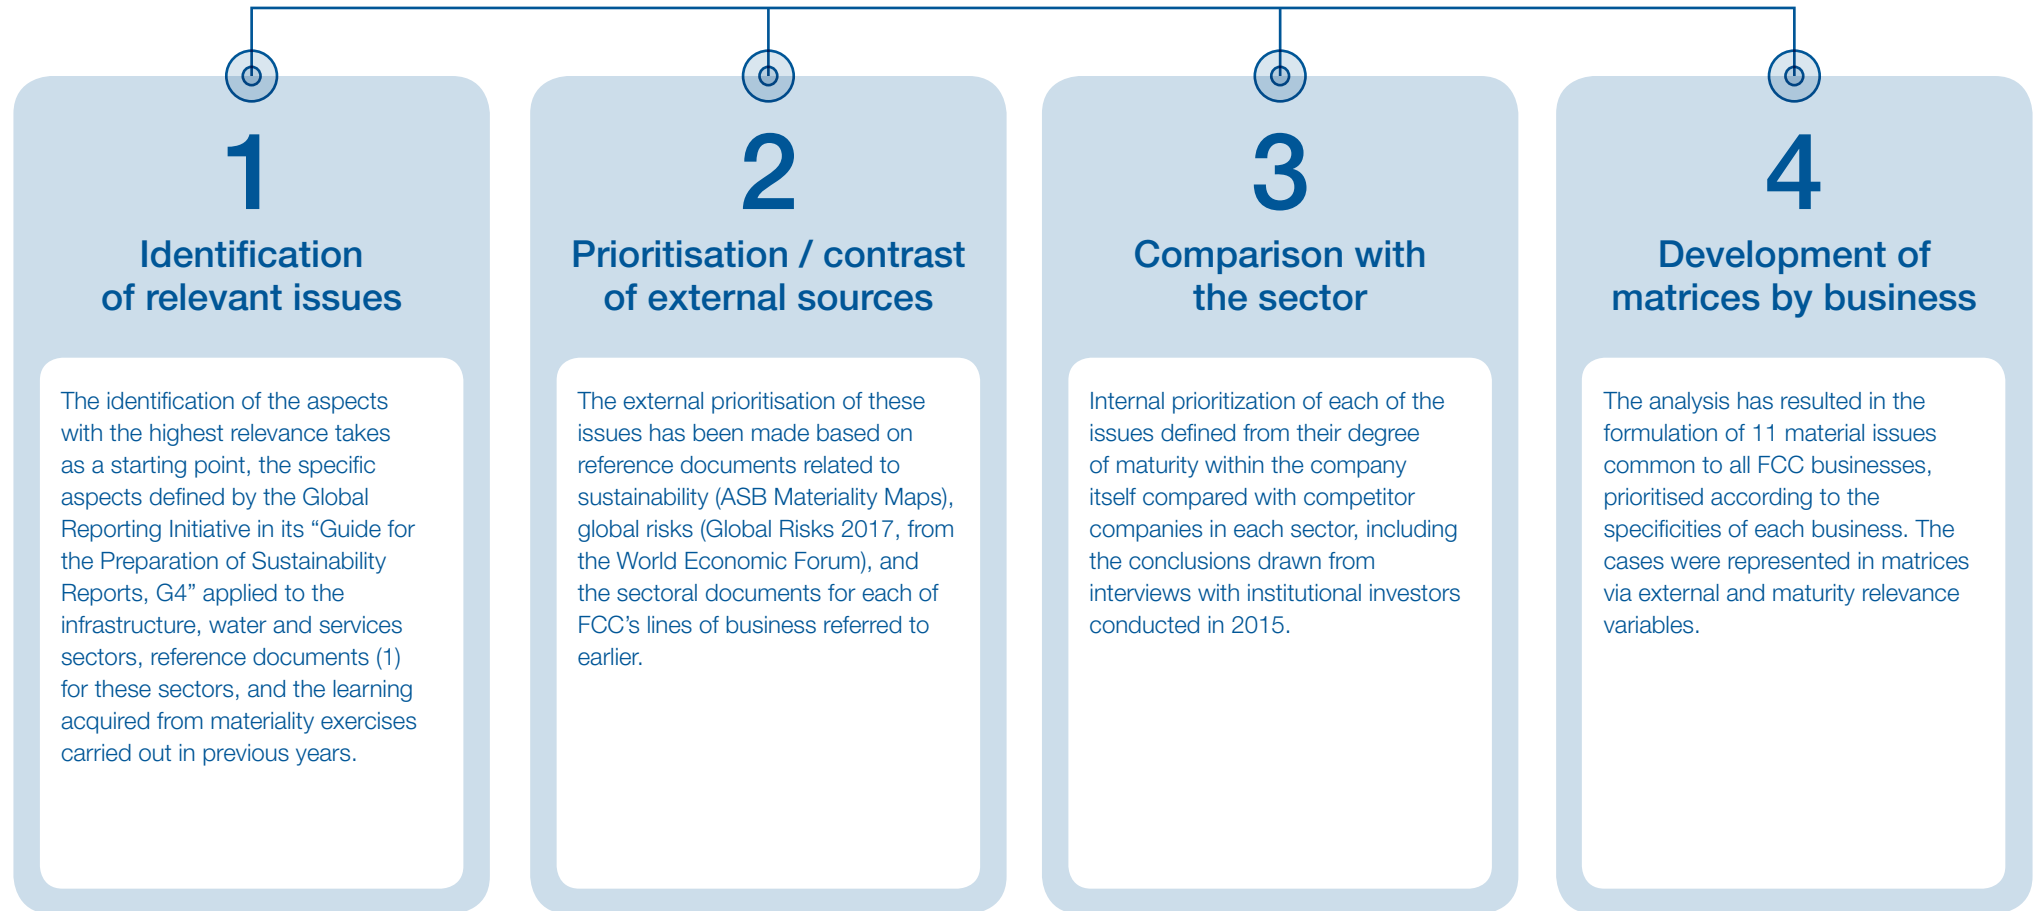 1
Identification
of relevant issues
The identification of the aspects
with the highest relevance takes
as a starting point, the specific
aspects defined by the Global
Reporting Initiative in its “Guide for
the Preparation of Sustainability
Reports, G4” applied to the
infrastructure, water and services
sectors, reference documents (1)
for these sectors, and the learning
acquired from materiality exercises
carried out in previous years.
2
Prioritisation / contrast
of external sources
The external prioritisation of these
issues has been made based on
reference documents related to
sustainability (ASB Materiality Maps),
global risks (Global Risks 2017, from
the World Economic Forum), and
the sectoral documents for each of
FCC’s lines of business referred to
earlier.
3
Comparison with
the sector
Internal prioritization of each of the
issues defined from their degree
of maturity within the company
itself compared with competitor
companies in each sector, including
the conclusions drawn from
interviews with institutional investors
conducted in 2015.
4
Development of
matrices by business
The analysis has resulted in the
formulation of 11 material issues
common to all FCC businesses,
prioritised according to the
specificities of each business. The
cases were represented in matrices
via external and maturity relevance
variables.